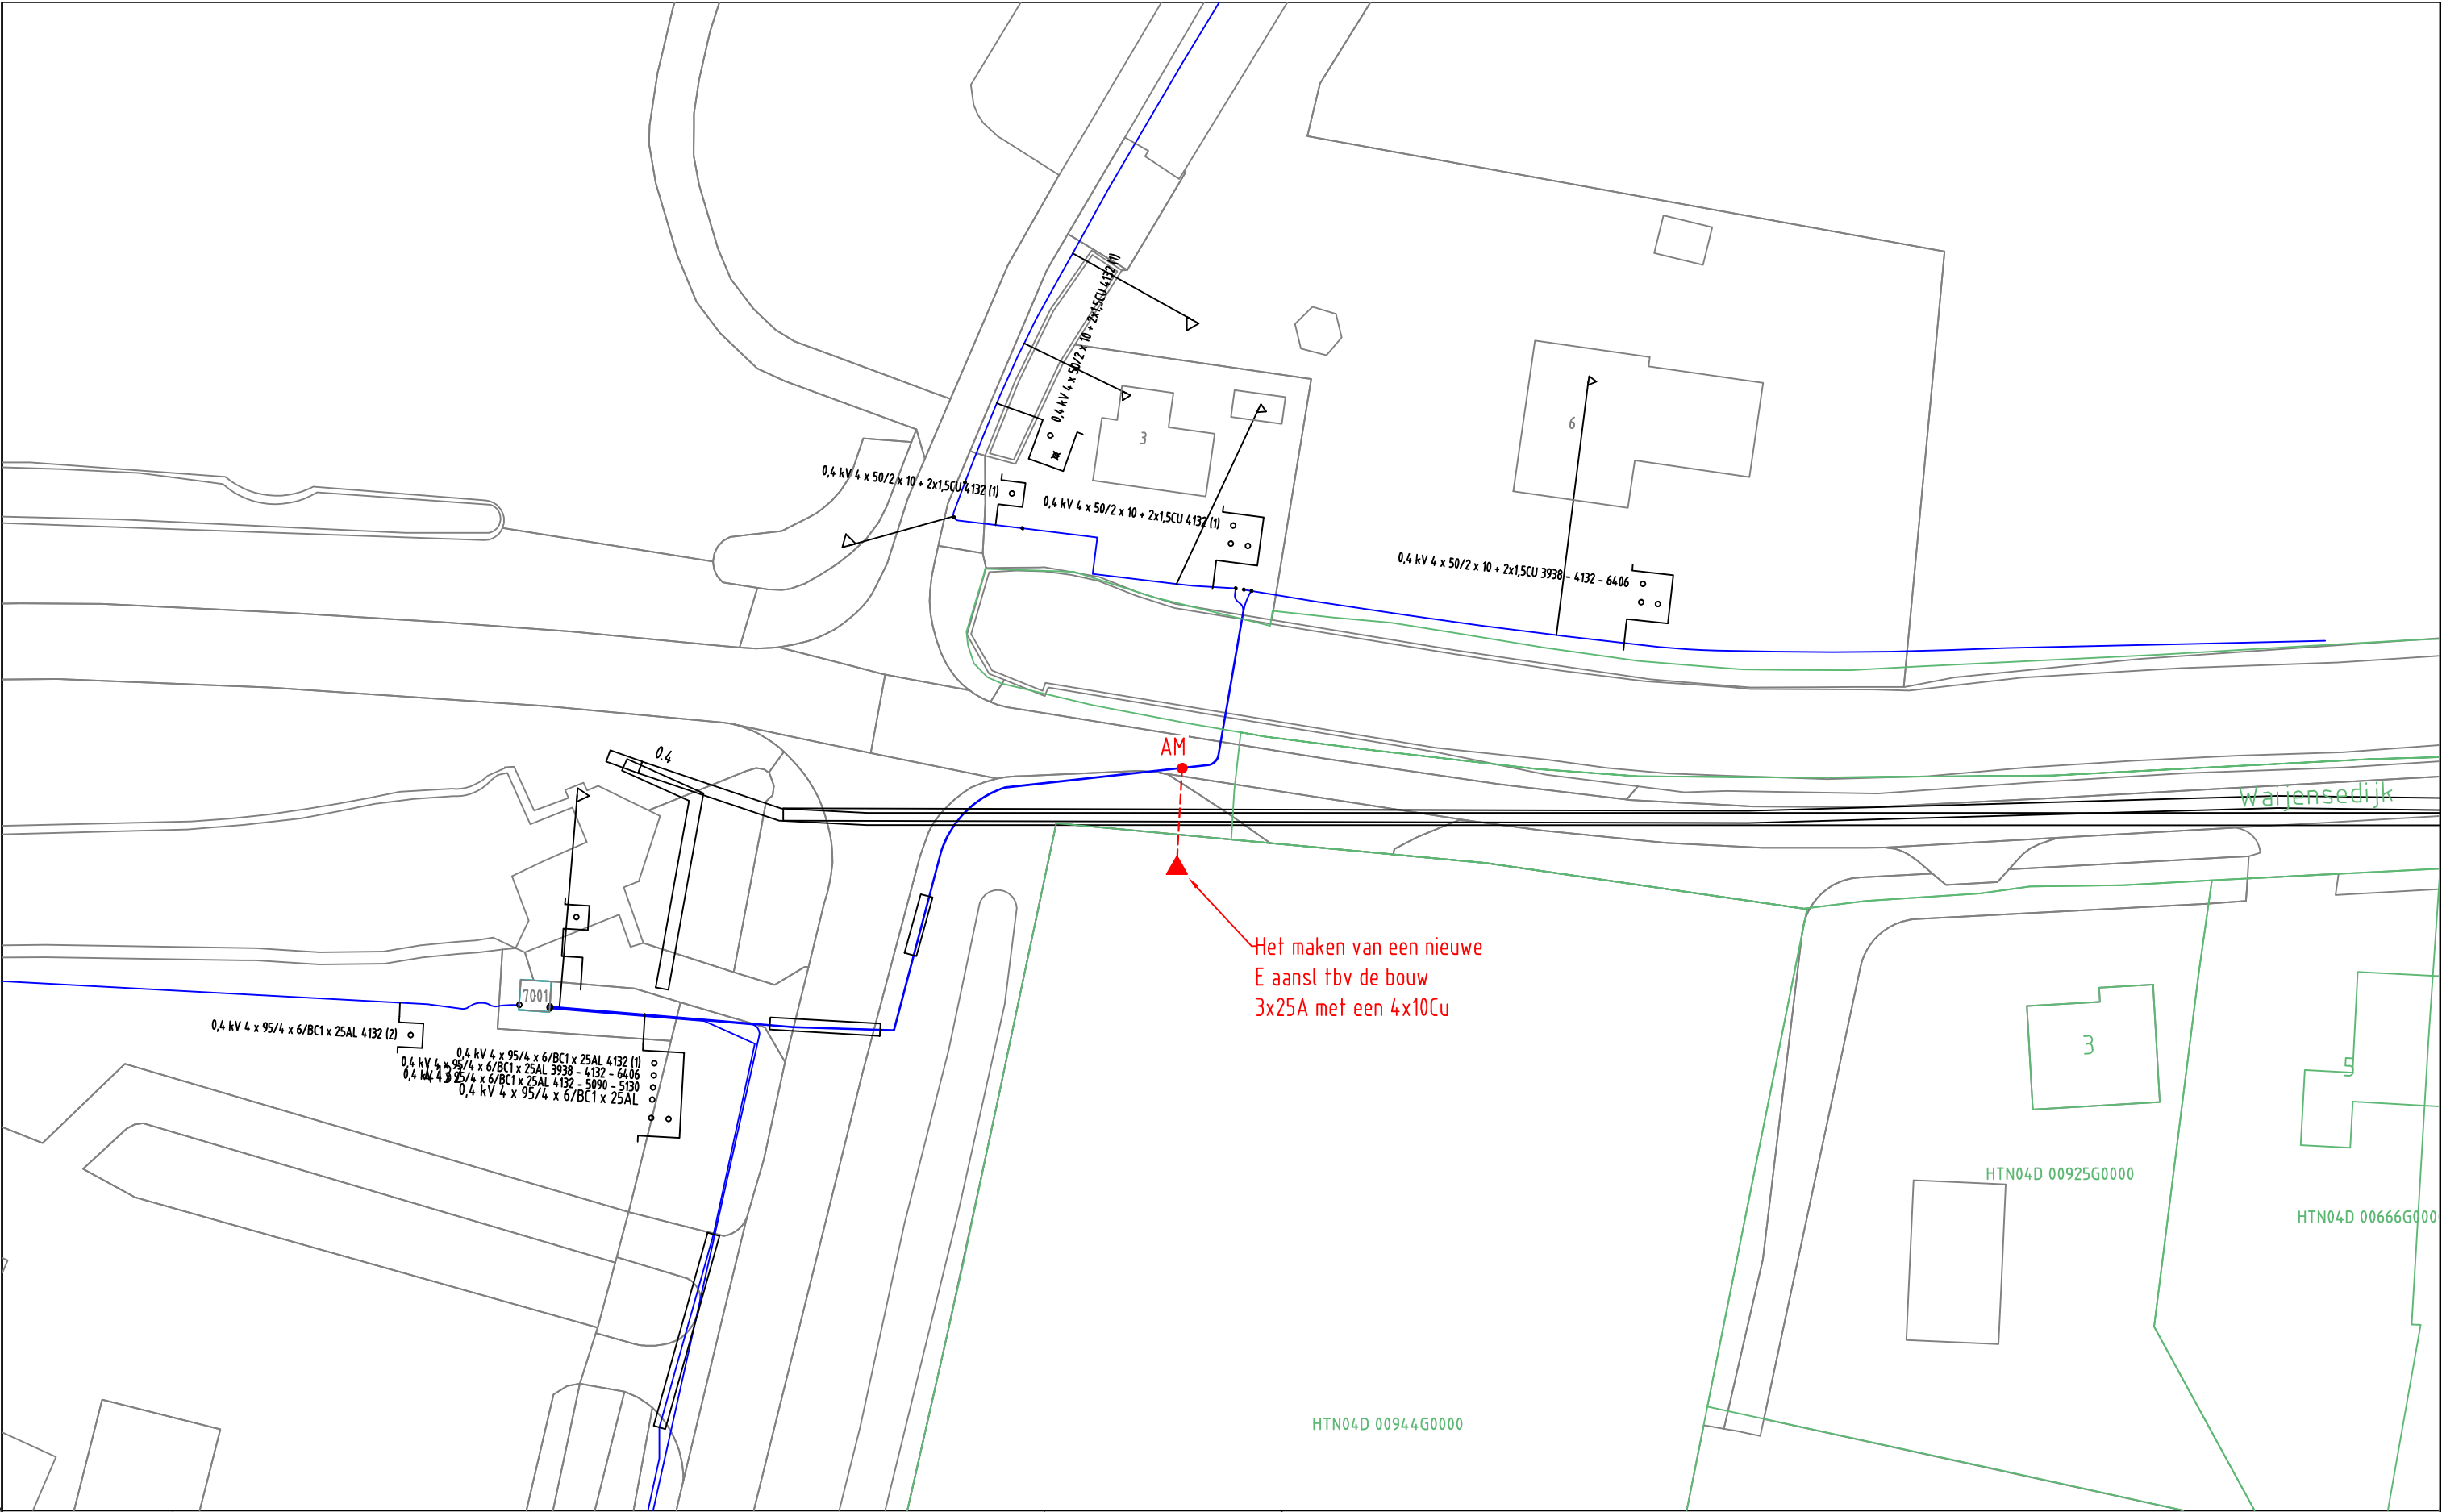 0,4 kV 4 x 50/2 x 10 + 2x1,5CU 4132 (1)
6
3
0,4 kV 4 x 50/2 x 10 + 2x1,5CU 4132 (1)
0,4 kV 4 x 50/2 x 10 + 2x1,5CU 4132 (1)
0,4 kV 4 x 50/2 x 10 + 2x1,5CU 3938 - 4132 - 6406
AM
0.4
Waijensedijk
Het maken van een nieuwe
E aansl tbv de bouw
3x25A met een 4x10Cu
7001
0,4 kV 4 x 95/4 x 6/BC1 x 25AL 4132 (2)
0,4 kV 4 x 95/4 x 6/BC1 x 25AL 4132 (1)
0,4 kV 4 x 95/4 x 6/BC1 x 25AL 3938 - 4132 - 6406
0,4 kV 4 x 95/4 x 6/BC1 x 25AL 4132 - 5090 - 5130
0,4 kV 4 x 95/4 x 6/BC1 x 25AL
3
5
HTN04D 00925G0000
HTN04D 00666G000
HTN04D 00944G0000